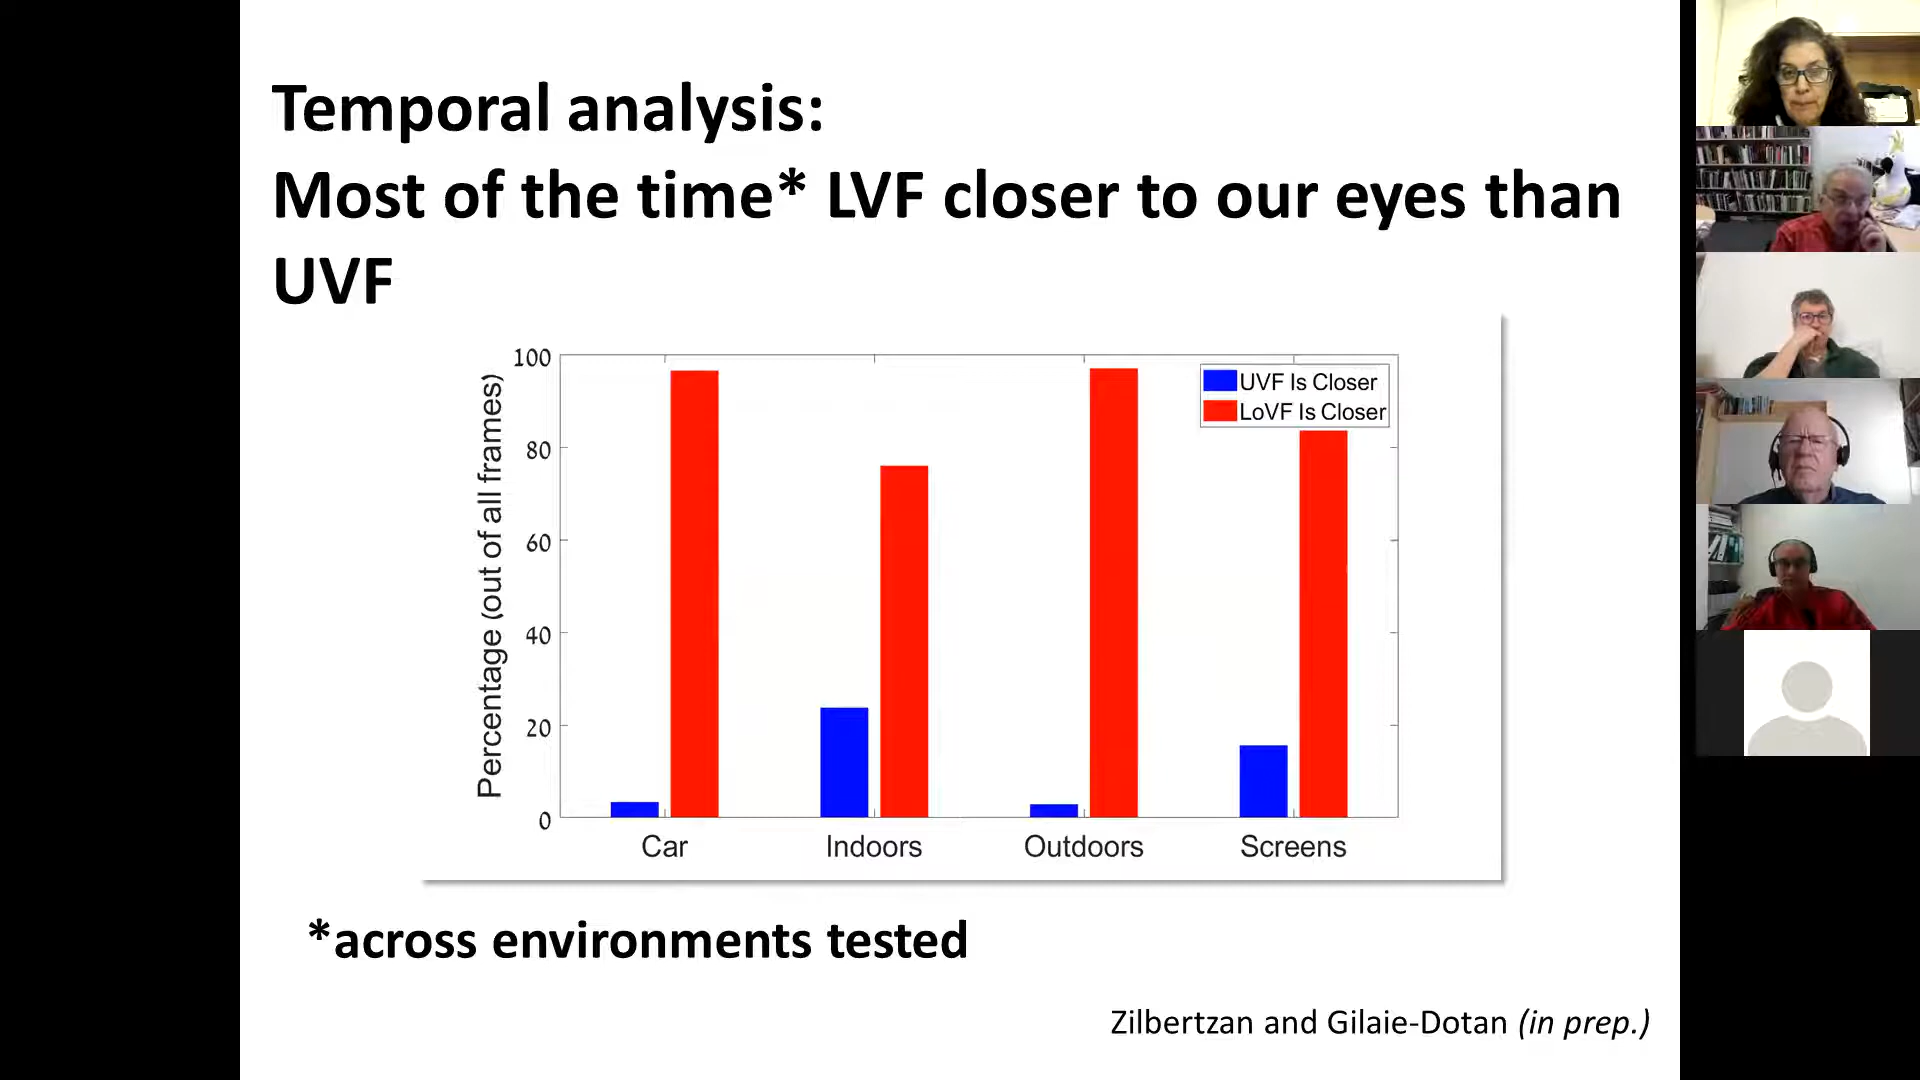 Temporal analysis:
Most of the time* LVF closer to our eyes than
UVF
Percentage (out of all frames)
100
80
60
40
20
0
UVF Is Closer
LoVF Is Closer
Car
Indoors
Outdoors
Screens
*across environments tested
Zilbertzan and Gilaie-Dotan (in prep.)